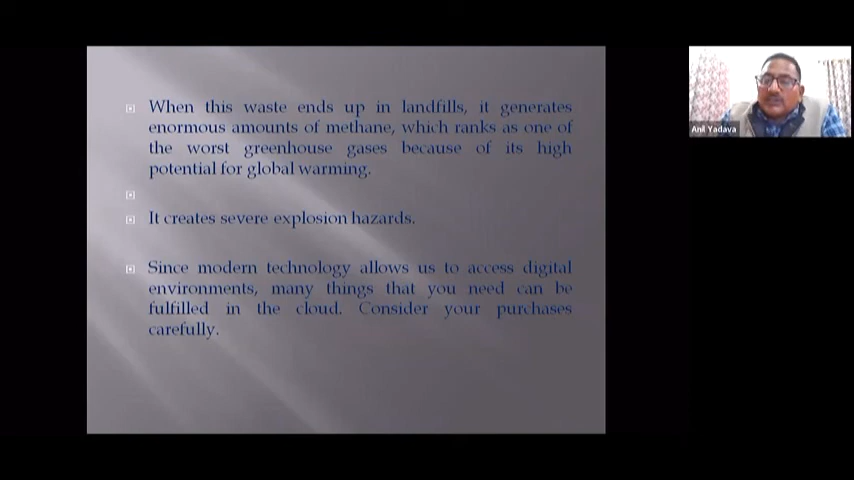 When this waste ends up in landfills, it generates
enormous amounts of methane, which ranks as one of
the worst greenhouse gases because of its high
potential for global warming.
It creates severe explosion hazards.
Since modern technology allows us to access digital
environments, many things that you need can be
fulfilled in the cloud. Consider your purchases
carefully.
Anil Yadava